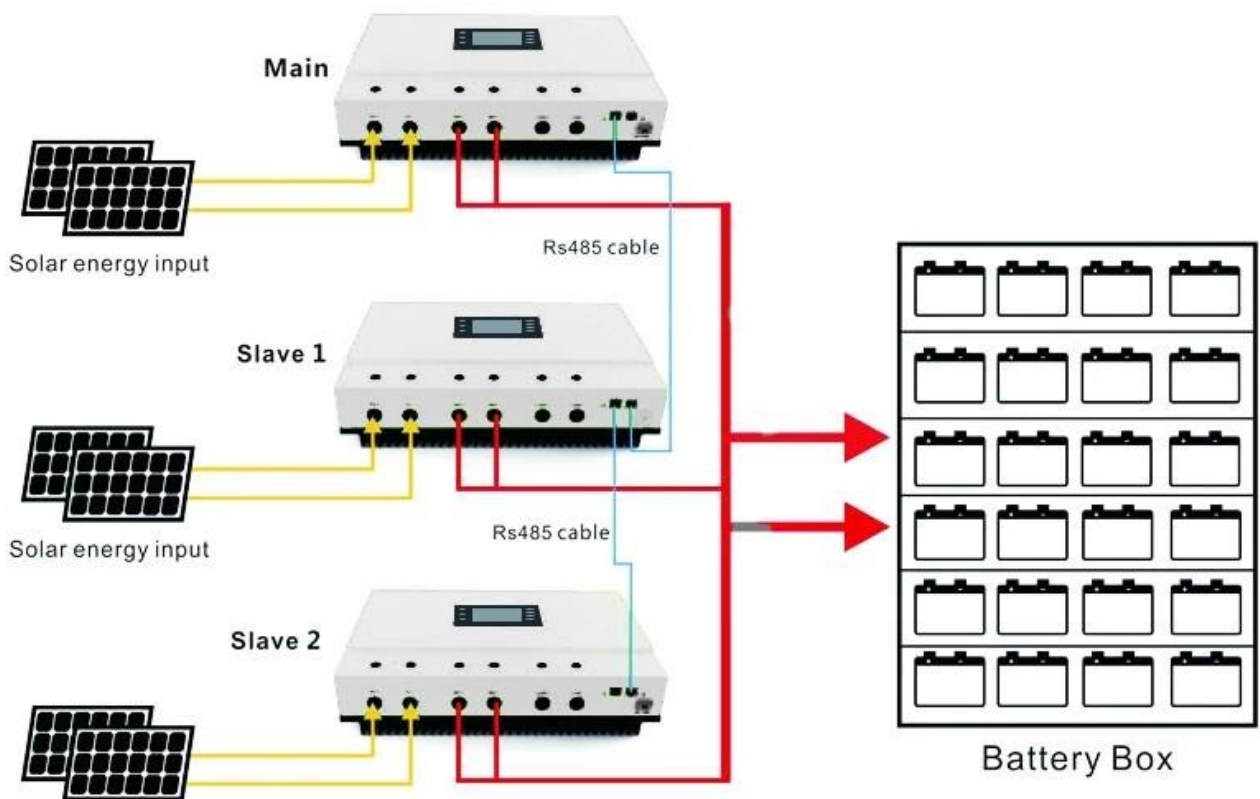 Main
Solar energy input
Rs485 cable
Slave 1
Solar energy input
Rs485 cable
Slave 2
Battery Box